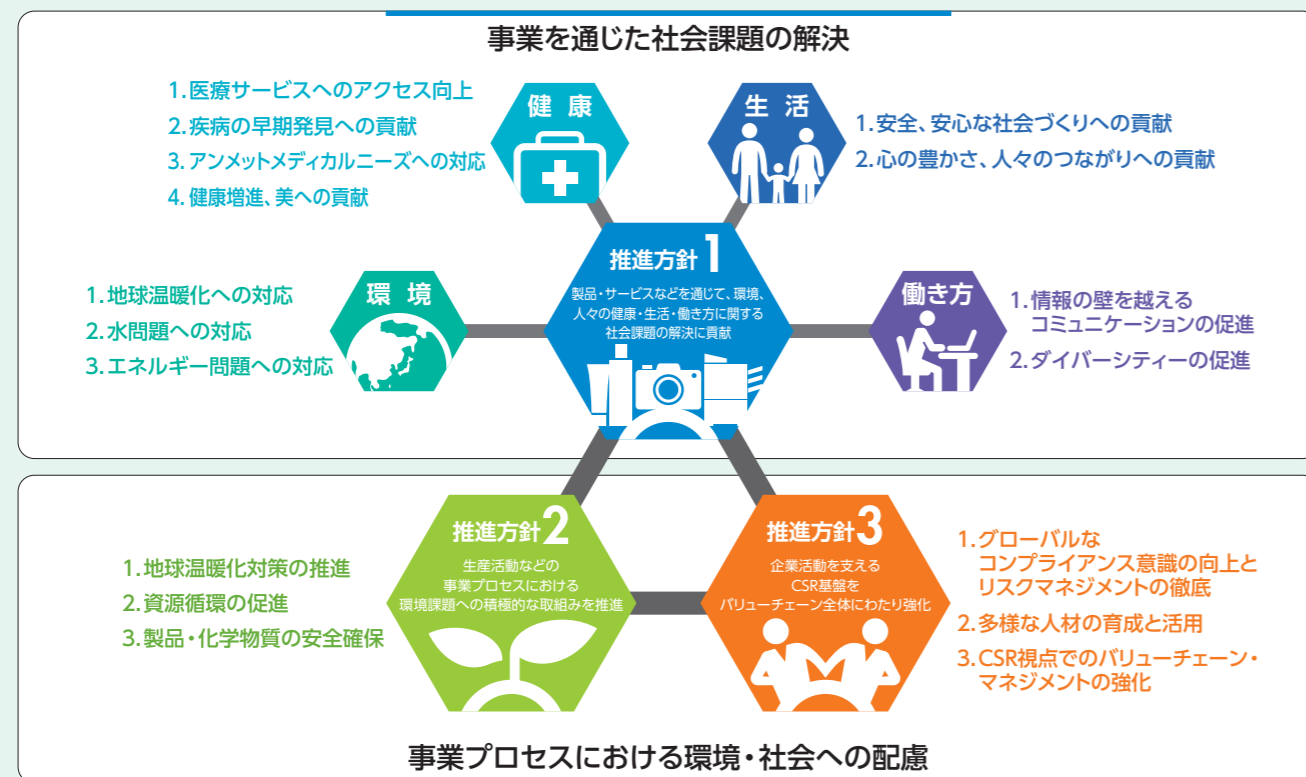 事業を通じた社会課題の解決
健 康
1.医療サービスへのアクセス向上
2.疾病の早期発見への貢献
3.アンメットメディカルニーズへの対応
4.健康増進、美への貢献
生 活
1.安全、安心な社会づくりへの貢献
2.心の豊かさ、人々のつながりへの貢献
環 境
1.地球温暖化への対応
2.水問題への対応
3.エネルギー問題への対応
推進方針1
製品・サービスなどを通じて、環境、
人々の健康・生活・働き方に関する
社会課題の解決に貢献
働き方
1.情報の壁を越える
コミュニケーションの促進
2.ダイバーシティーの促進
推進方針2
生産活動などの
事業プロセスにおける
環境課題への積極的な取組みを推進
1.地球温暖化対策の推進
2.資源循環の促進
3.製品・化学物質の安全確保
推進方針3
企業活動を支える
CSR基盤を
バリューチェーン全体にわたり強化
1.グローバルな
コンプライアンス意識の向上と
リスクマネジメントの徹底
2.多様な人材の育成と活用
3.CSR視点でのバリューチェーン・
マネジメントの強化
事業プロセスにおける環境・社会への配慮